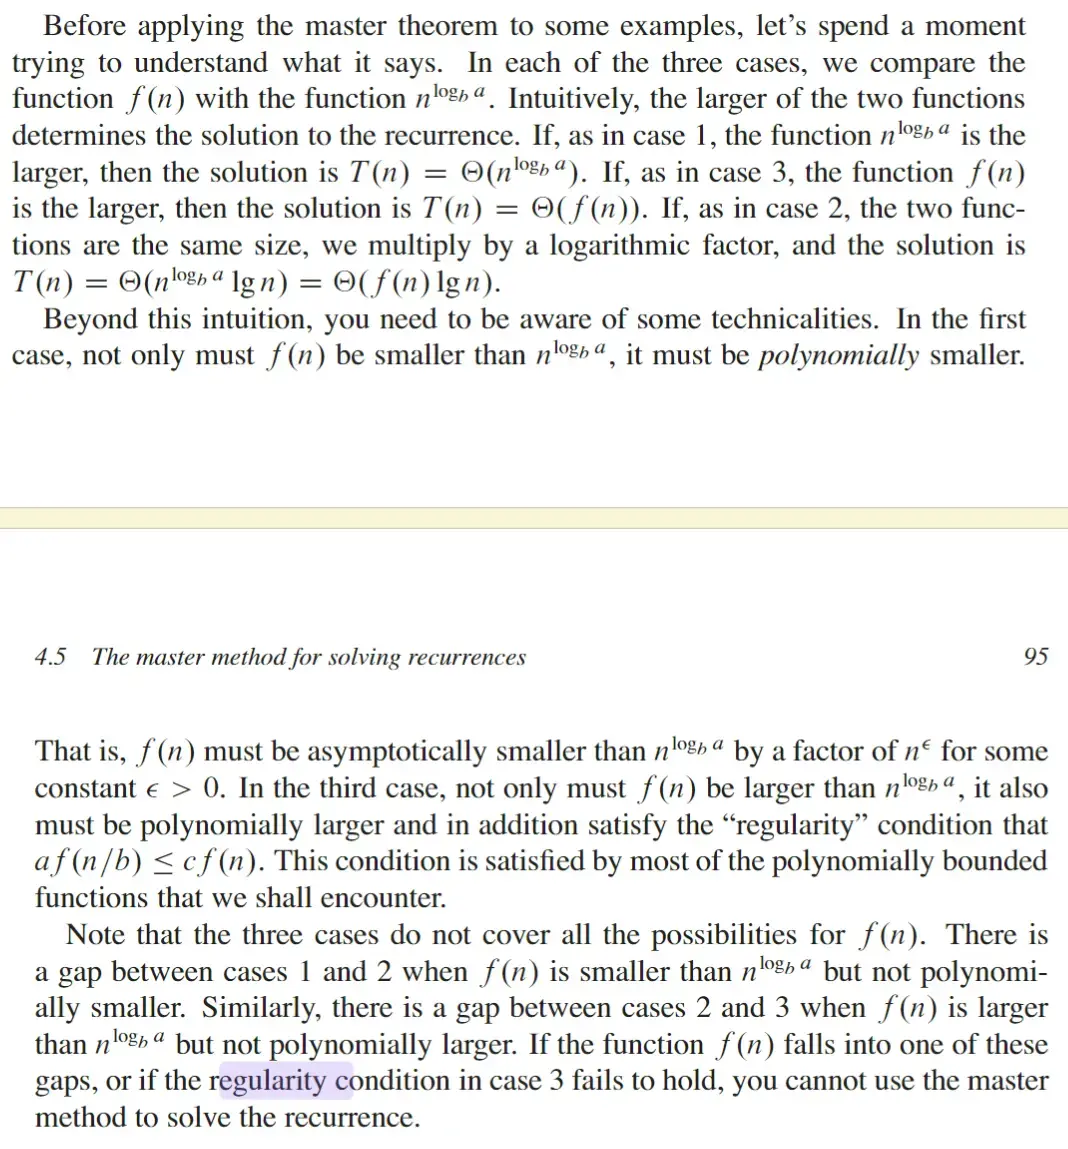 Before applying the master theorem to some examples, let's spend a moment
trying to understand what it says. In each of the three cases, we compare the
function f(n) with the function n^{log_b a}. Intuitively, the larger of the two functions
determines the solution to the recurrence. If, as in case 1, the function n^{log_b a} is the
larger, then the solution is T(n) = Θ(n^{log_b a}). If, as in case 3, the function f(n)
is the larger, then the solution is T(n) = Θ(f(n)). If, as in case 2, the two func-
tions are the same size, we multiply by a logarithmic factor, and the solution is
T(n) = Θ(n^{log_b a} lg n) = Θ(f(n) lg n).
Beyond this intuition, you need to be aware of some technicalities. In the first
case, not only must f(n) be smaller than n^{log_b a}, it must be polynomially smaller.
4.5 The master method for solving recurrences 95
That is, f(n) must be asymptotically smaller than n^{log_b a} by a factor of n^ϵ for some
constant ϵ > 0. In the third case, not only must f(n) be larger than n^{log_b a}, it also
must be polynomially larger and in addition satisfy the “regularity” condition that
af(n/b) ≤ cf(n). This condition is satisfied by most of the polynomially bounded
functions that we shall encounter.
Note that the three cases do not cover all the possibilities for f(n). There is
a gap between cases 1 and 2 when f(n) is smaller than n^{log_b a} but not polynomi-
ally smaller. Similarly, there is a gap between cases 2 and 3 when f(n) is larger
than n^{log_b a} but not polynomially larger. If the function f(n) falls into one of these
gaps, or if the regularity condition in case 3 fails to hold, you cannot use the master
method to solve the recurrence.